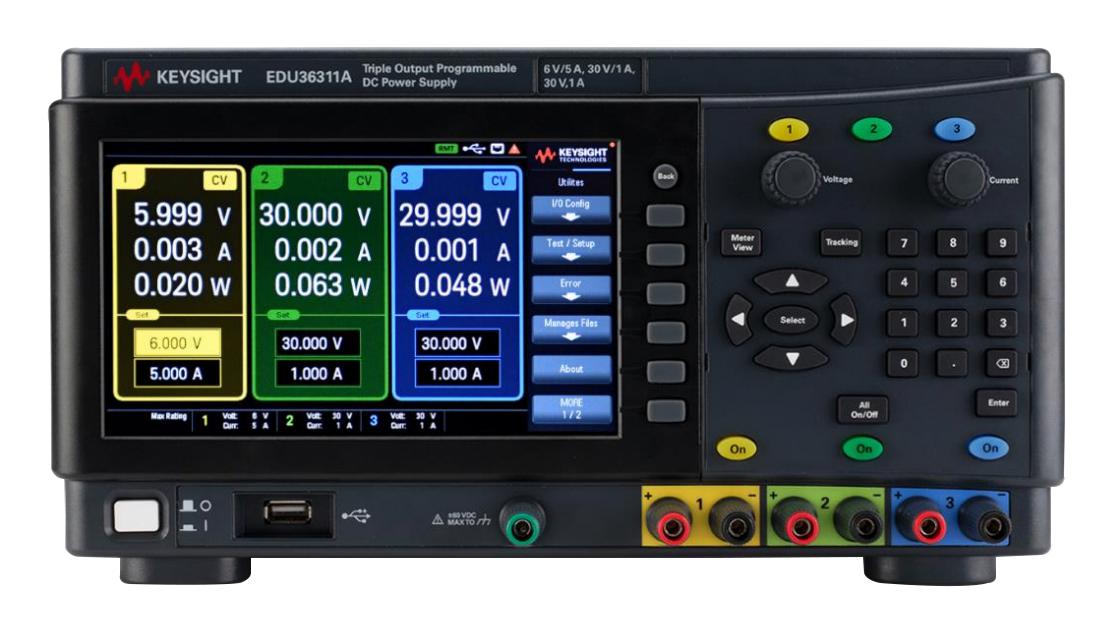 KEYSIGHT EDU36311A Triple Output Programmable
DC Power Supply
6 V/5 A, 30 V/1 A,
30 V,1 A
RMT
KEYSIGHT
TECHNOLOGIES
1 CV
5.999 V
0.003 A
0.020 W
Set
6.000 V
5.000 A
2 CV
30.000 V
0.002 A
0.063 W
Set
30.000 V
1.000 A
3 CV
29.999 V
0.001 A
0.048 W
Set
30.000 V
1.000 A
Utilites
I/O Config
Test / Setup
Error
Manages Files
About
MORE
1 / 2
Max Rating 1 Volt: 6 V 2 Volt: 30 V 3 Volt: 30 V
Curr: 5 A Curr: 1 A Curr: 1 A
Back
1 2 3
Voltage
Current
Meter
View
Tracking
7 8 9
4 5 6
Select
1 2 3
0 .
All
On/Off
Enter
On On On
±60 VDC
MAX TO
+ 1 −
+ 2 −
+ 3 −